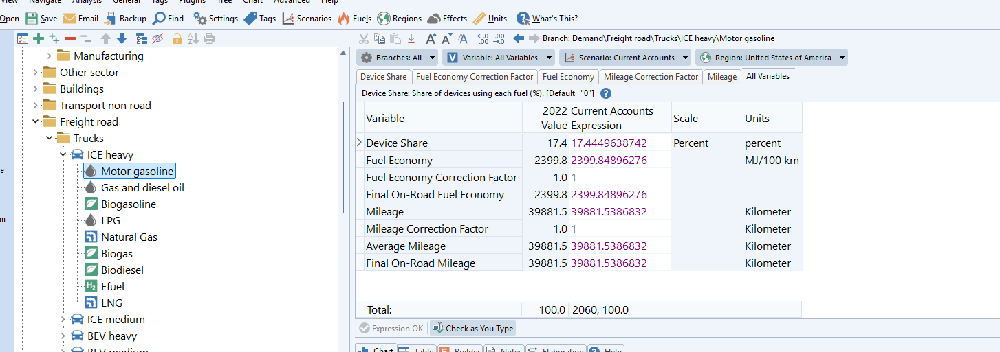 View Navigate Analysis General Tags Plugins Tree Chart Advanced Help
Open Save Email Backup Find Settings Tags Scenarios Fuels Regions Effects Units What's This?
Branch: Demand\Freight road\Trucks\ICE heavy\Motor gasoline
Branches: All Variable: All Variables Scenario: Current Accounts Region: United States of America
Device Share Fuel Economy Correction Factor Fuel Economy Mileage Correction Factor Mileage All Variables
Device Share: Share of devices using each fuel (%). [Default="0"]
Manufacturing
Other sector
Buildings
Transport non road
Freight road
Trucks
ICE heavy
Motor gasoline
Gas and diesel oil
Biogasoline
LPG
Natural Gas
Biogas
Biodiesel
H2 Efuel
LNG
ICE medium
BEV heavy
BEV medium
Variable 2022 Value Current Accounts Expression Scale Units
Device Share 17.4 17.4449638742 Percent percent
Fuel Economy 2399.8 2399.84896276 MJ/100 km
Fuel Economy Correction Factor 1.0 1
Final On-Road Fuel Economy 2399.8 2399.84896276
Mileage 39881.5 39881.5386832 Kilometer
Mileage Correction Factor 1.0 1 Kilometer
Average Mileage 39881.5 39881.5386832 Kilometer
Final On-Road Mileage 39881.5 39881.5386832 Kilometer
Total: 100.0 2060, 100.0
Expression OK Check as You Type
Chart Table Builder Notes Elaboration Help